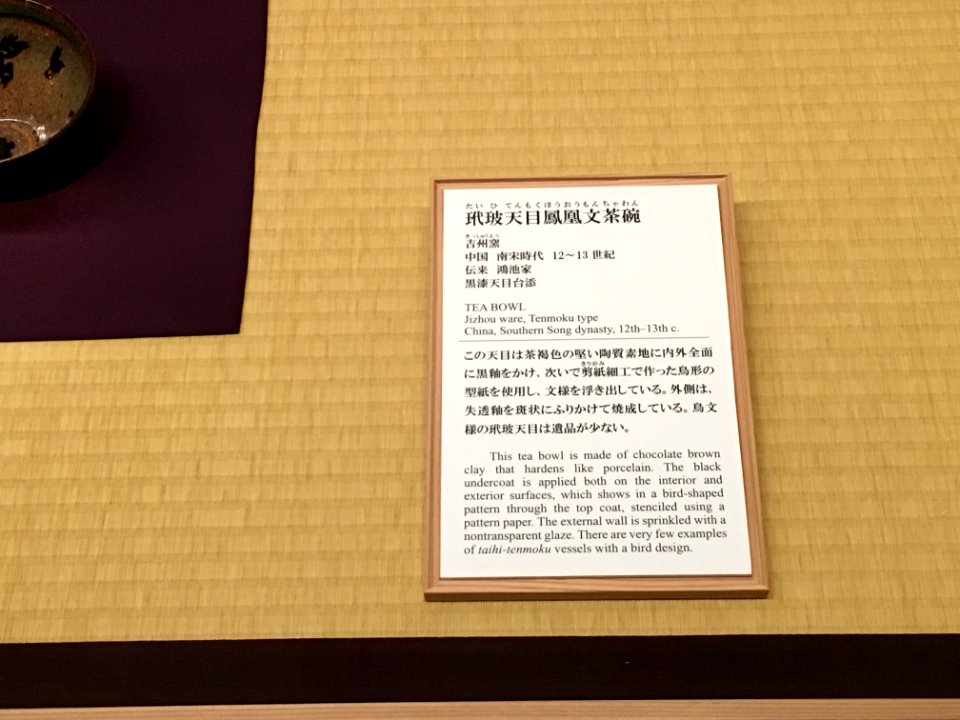 たいひてんもくほうおうもんちゃわん
玳玻天目鳳凰文茶碗
きっしゅうよう
吉州窯
中国 南宋時代 12～13世紀
伝来 鴻池家
黒漆天目台添
TEA BOWL
Jizhou ware, Tenmoku type
China, Southern Song dynasty, 12th–13th c.
この天目は茶褐色の堅い陶質素地に内外全面
きりがみ
に黒釉をかけ、次いで剪紙細工で作った鳥形の
型紙を使用し、文様を浮き出している。外側は、
失透釉を斑状にふりかけて焼成している。鳥文
様の玳玻天目は遺品が少ない。
This tea bowl is made of chocolate brown
clay that hardens like porcelain. The black
undercoat is applied both on the interior and
exterior surfaces, which shows in a bird-shaped
pattern through the top coat, stenciled using a
pattern paper. The external wall is sprinkled with a
nontransparent glaze. There are very few examples
of taihi-tenmoku vessels with a bird design.